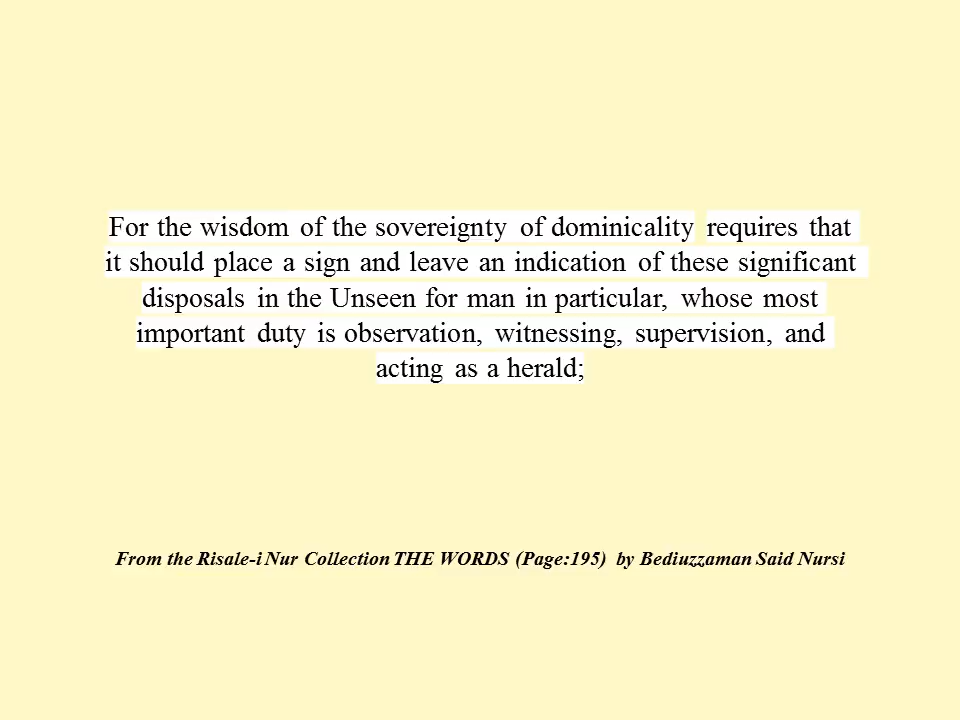 For the wisdom of the sovereignty of dominicality requires that
it should place a sign and leave an indication of these significant
disposals in the Unseen for man in particular, whose most
important duty is observation, witnessing, supervision, and
acting as a herald;
From the Risale-i Nur Collection THE WORDS (Page:195) by Bediuzzaman Said Nursi